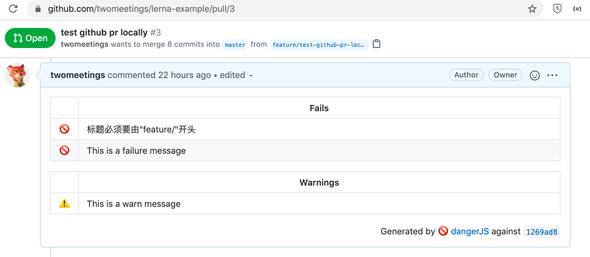 github.com/twomeetings/lerna-example/pull/3
Open
test github pr locally #3
twomeetings wants to merge 8 commits into master from feature/test-github-pr-loc...
twomeetings commented 22 hours ago • edited
Author
Owner
Fails
标题必须要由"feature/"开头
This is a failure message
Warnings
This is a warn message
Generated by dangerJS against 1269ad8